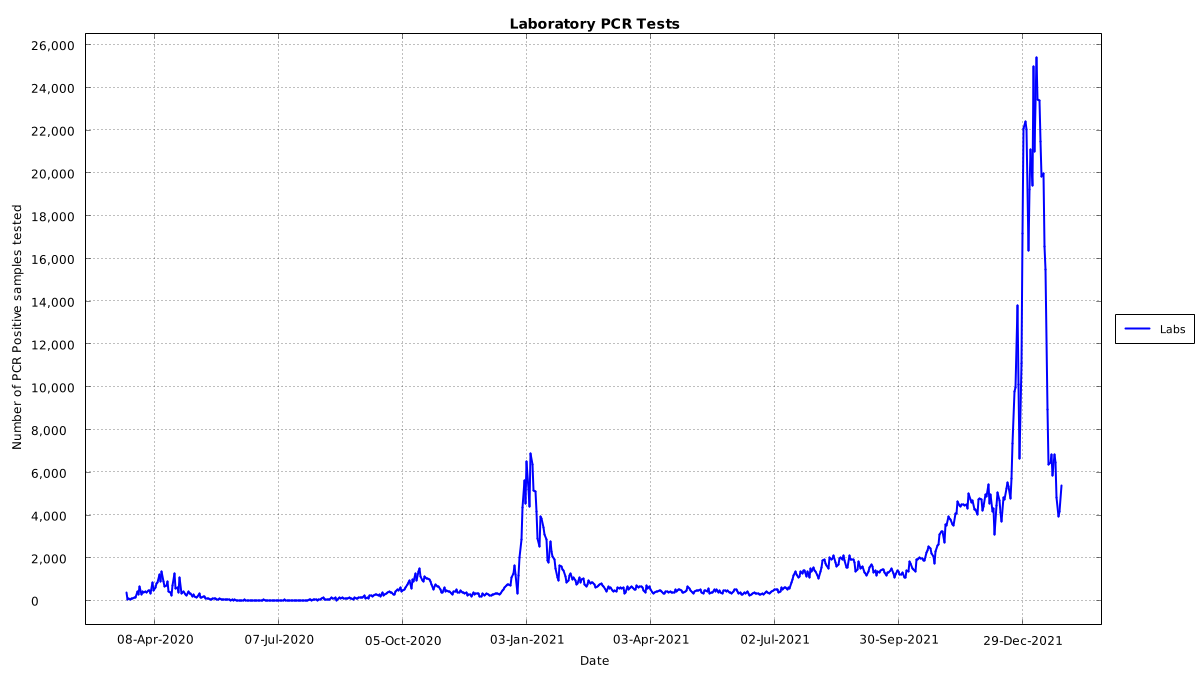 Laboratory PCR Tests
Number of PCR Positive samples tested
26,000
24,000
22,000
20,000
18,000
16,000
14,000
12,000
10,000
8,000
6,000
4,000
2,000
0
08-Apr-2020 07-Jul-2020 05-Oct-2020 03-Jan-2021 03-Apr-2021 02-Jul-2021 30-Sep-2021 29-Dec-2021
Date
Labs